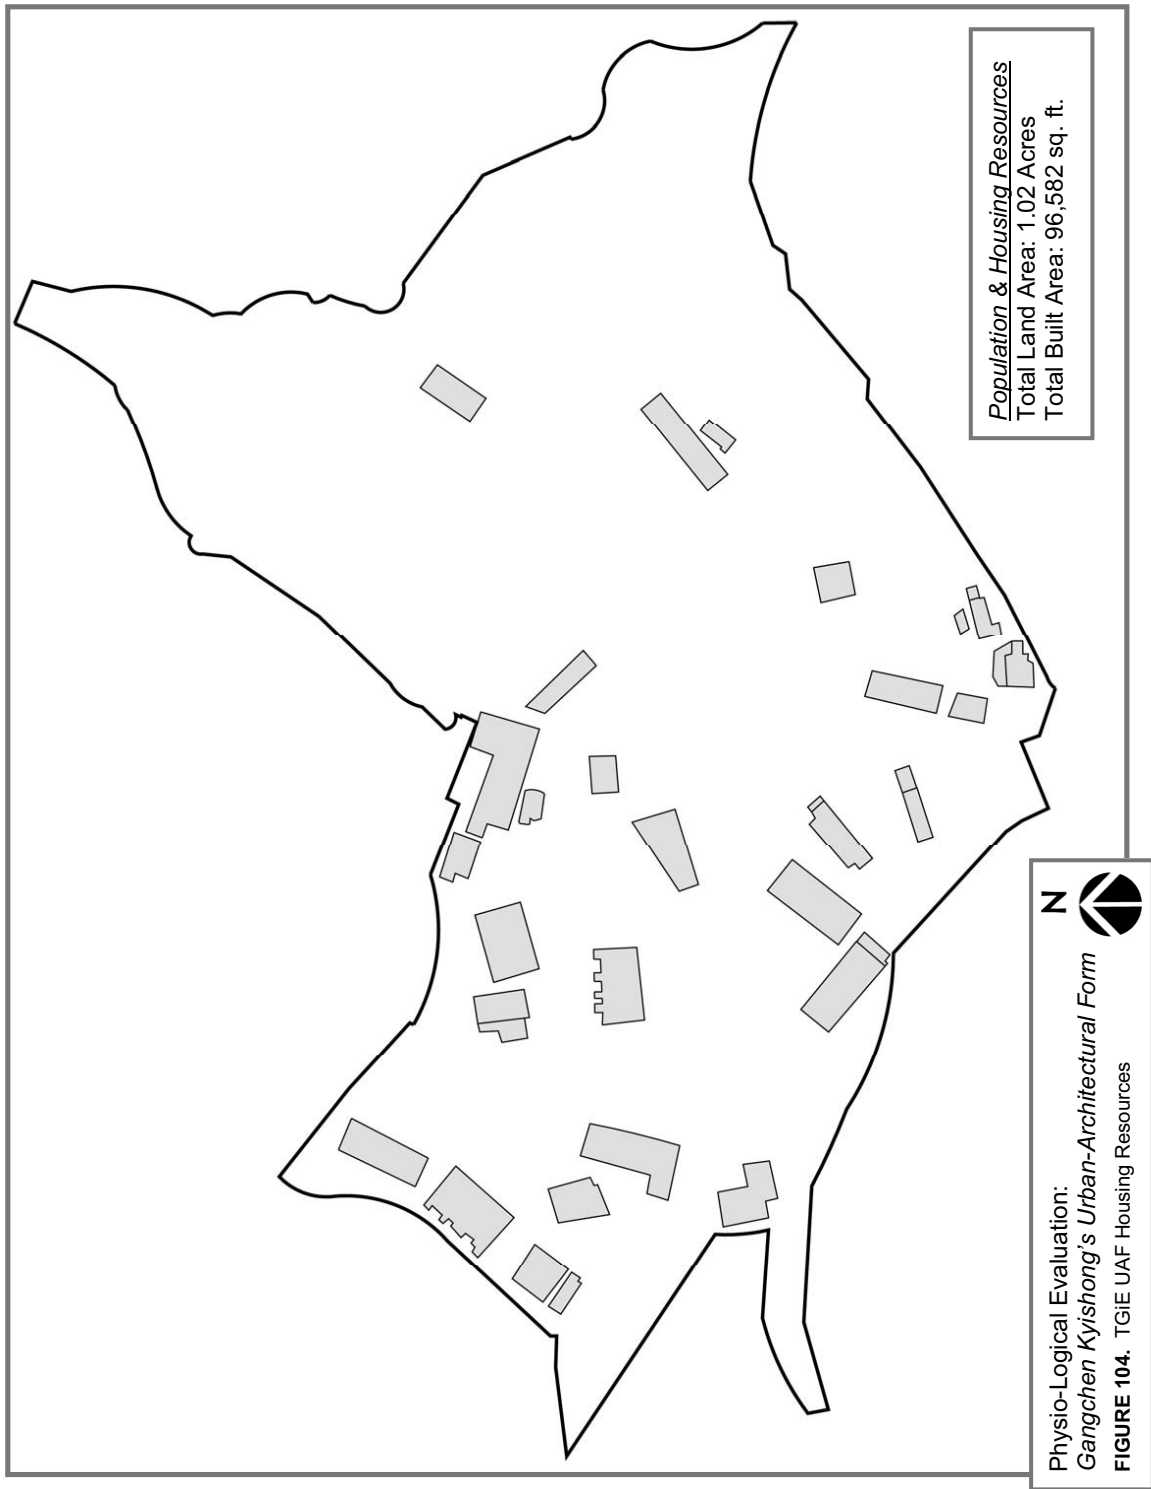 Population & Housing Resources
Total Land Area: 1.02 Acres
Total Built Area: 96,582 sq. ft.
N
Physio-Logical Evaluation:
Gangchen Kyishong's Urban-Architectural Form
FIGURE 104. TGiE UAF Housing Resources